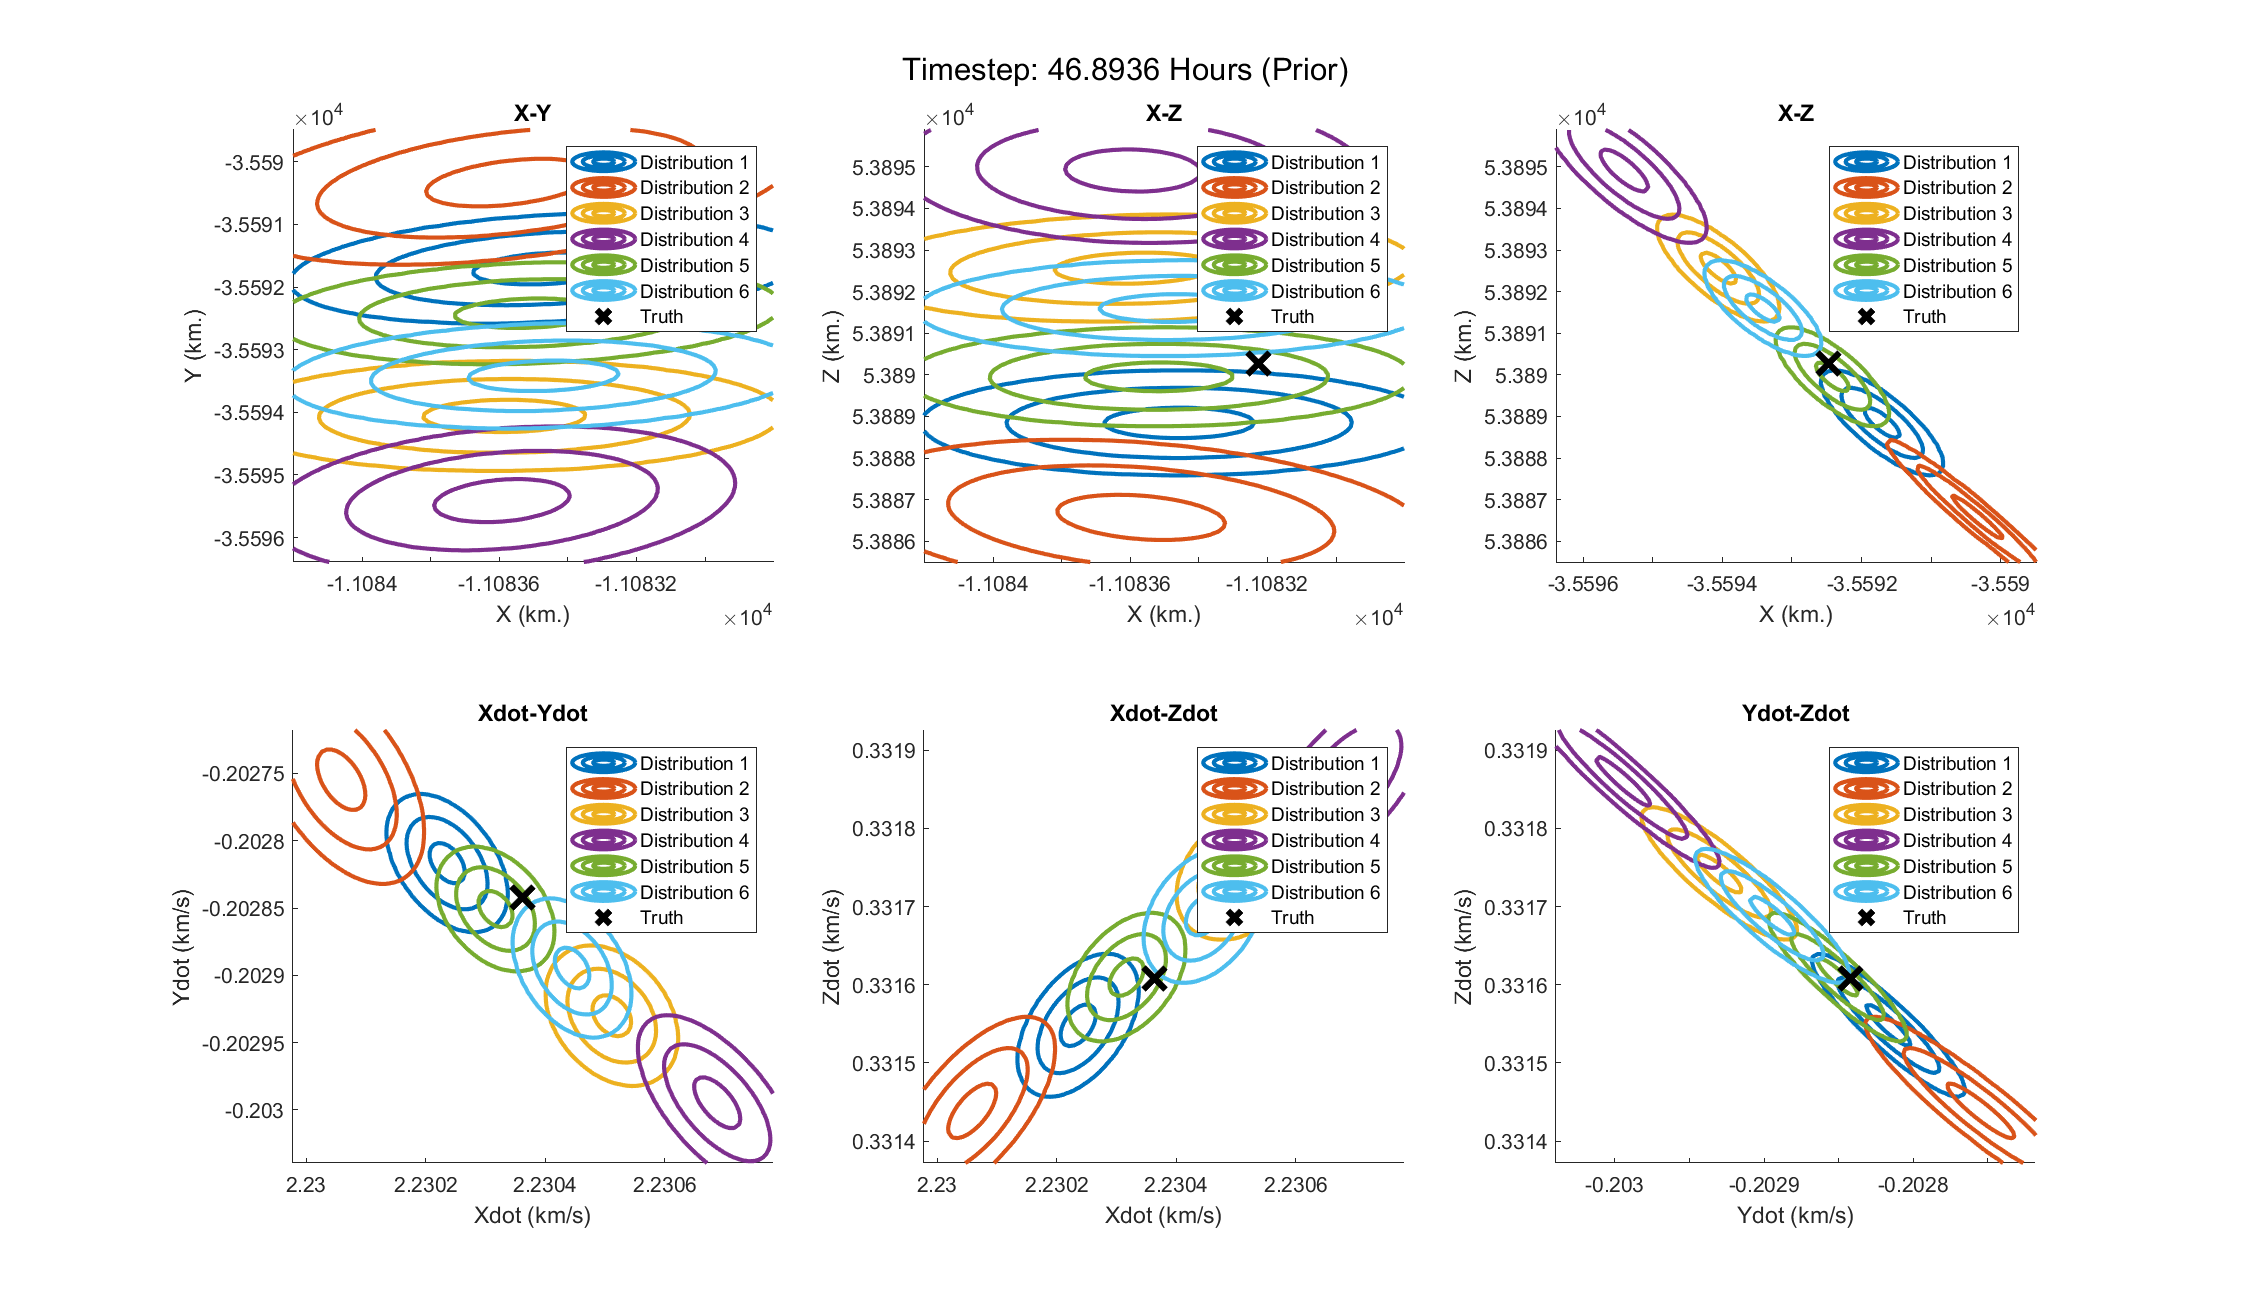 Timestep: 46.8936 Hours (Prior)
X-Y
×10⁴
-3.559
-3.5591
-3.5592
-3.5593
-3.5594
-3.5595
-3.5596
Y (km.)
-1.1084
-1.10836
-1.10832
X (km.)
×10⁴
Distribution 1
Distribution 2
Distribution 3
Distribution 4
Distribution 5
Distribution 6
Truth
X-Z
×10⁴
5.3895
5.3894
5.3893
5.3892
5.3891
5.389
5.3889
5.3888
5.3887
5.3886
Z (km.)
-1.1084
-1.10836
-1.10832
X (km.)
×10⁴
Distribution 1
Distribution 2
Distribution 3
Distribution 4
Distribution 5
Distribution 6
Truth
X-Z
×10⁴
5.3895
5.3894
5.3893
5.3892
5.3891
5.389
5.3889
5.3888
5.3887
5.3886
Z (km.)
-3.5596
-3.5594
-3.5592
-3.559
X (km.)
×10⁴
Distribution 1
Distribution 2
Distribution 3
Distribution 4
Distribution 5
Distribution 6
Truth
Xdot-Ydot
-0.20275
-0.2028
-0.20285
-0.2029
-0.20295
-0.203
Ydot (km/s)
2.23
2.2302
2.2304
2.2306
Xdot (km/s)
Distribution 1
Distribution 2
Distribution 3
Distribution 4
Distribution 5
Distribution 6
Truth
Xdot-Zdot
0.3319
0.3318
0.3317
0.3316
0.3315
0.3314
Zdot (km/s)
2.23
2.2302
2.2304
2.2306
Xdot (km/s)
Distribution 1
Distribution 2
Distribution 3
Distribution 4
Distribution 5
Distribution 6
Truth
Ydot-Zdot
0.3319
0.3318
0.3317
0.3316
0.3315
0.3314
Zdot (km/s)
-0.203
-0.2029
-0.2028
Ydot (km/s)
Distribution 1
Distribution 2
Distribution 3
Distribution 4
Distribution 5
Distribution 6
Truth